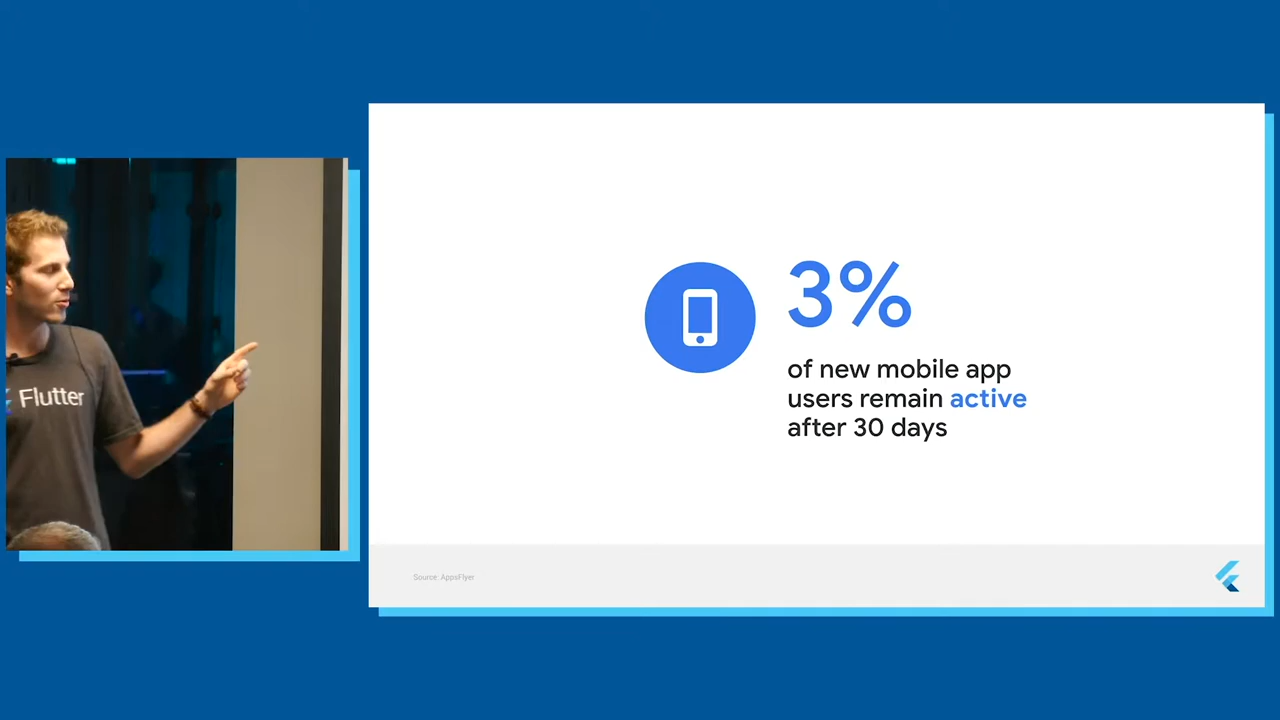 Flutter
3%
of new mobile app
users remain active
after 30 days
Source: AppsFlyer